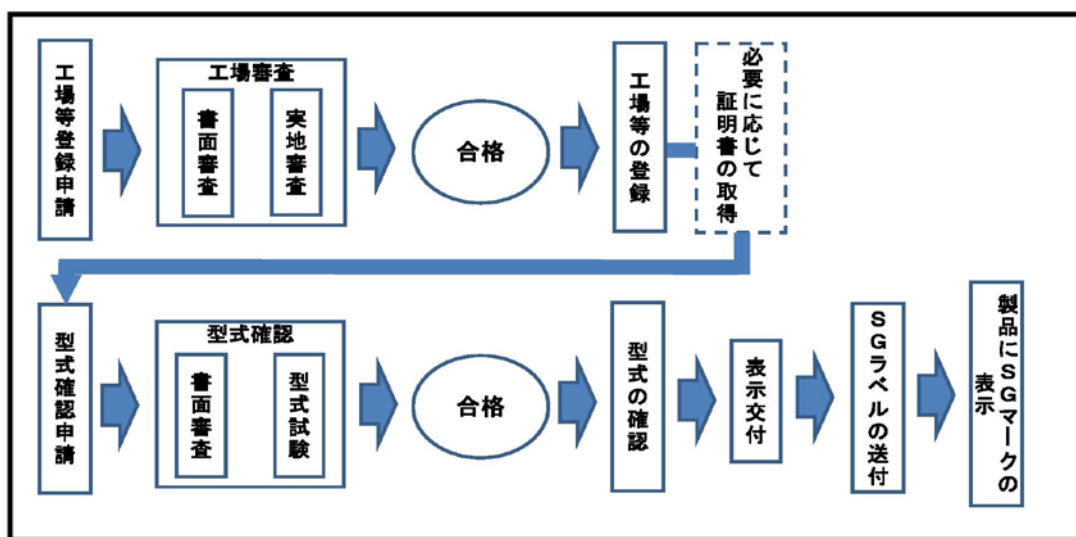 工場等登録申請
工場審査
書面審査
実地審査
合格
工場等の登録
必要に応じて
証明書の取得
型式確認申請
型式確認
書面審査
型式試験
合格
型式の確認
表示交付
SGラベルの送付
製品にSGマークの
表示